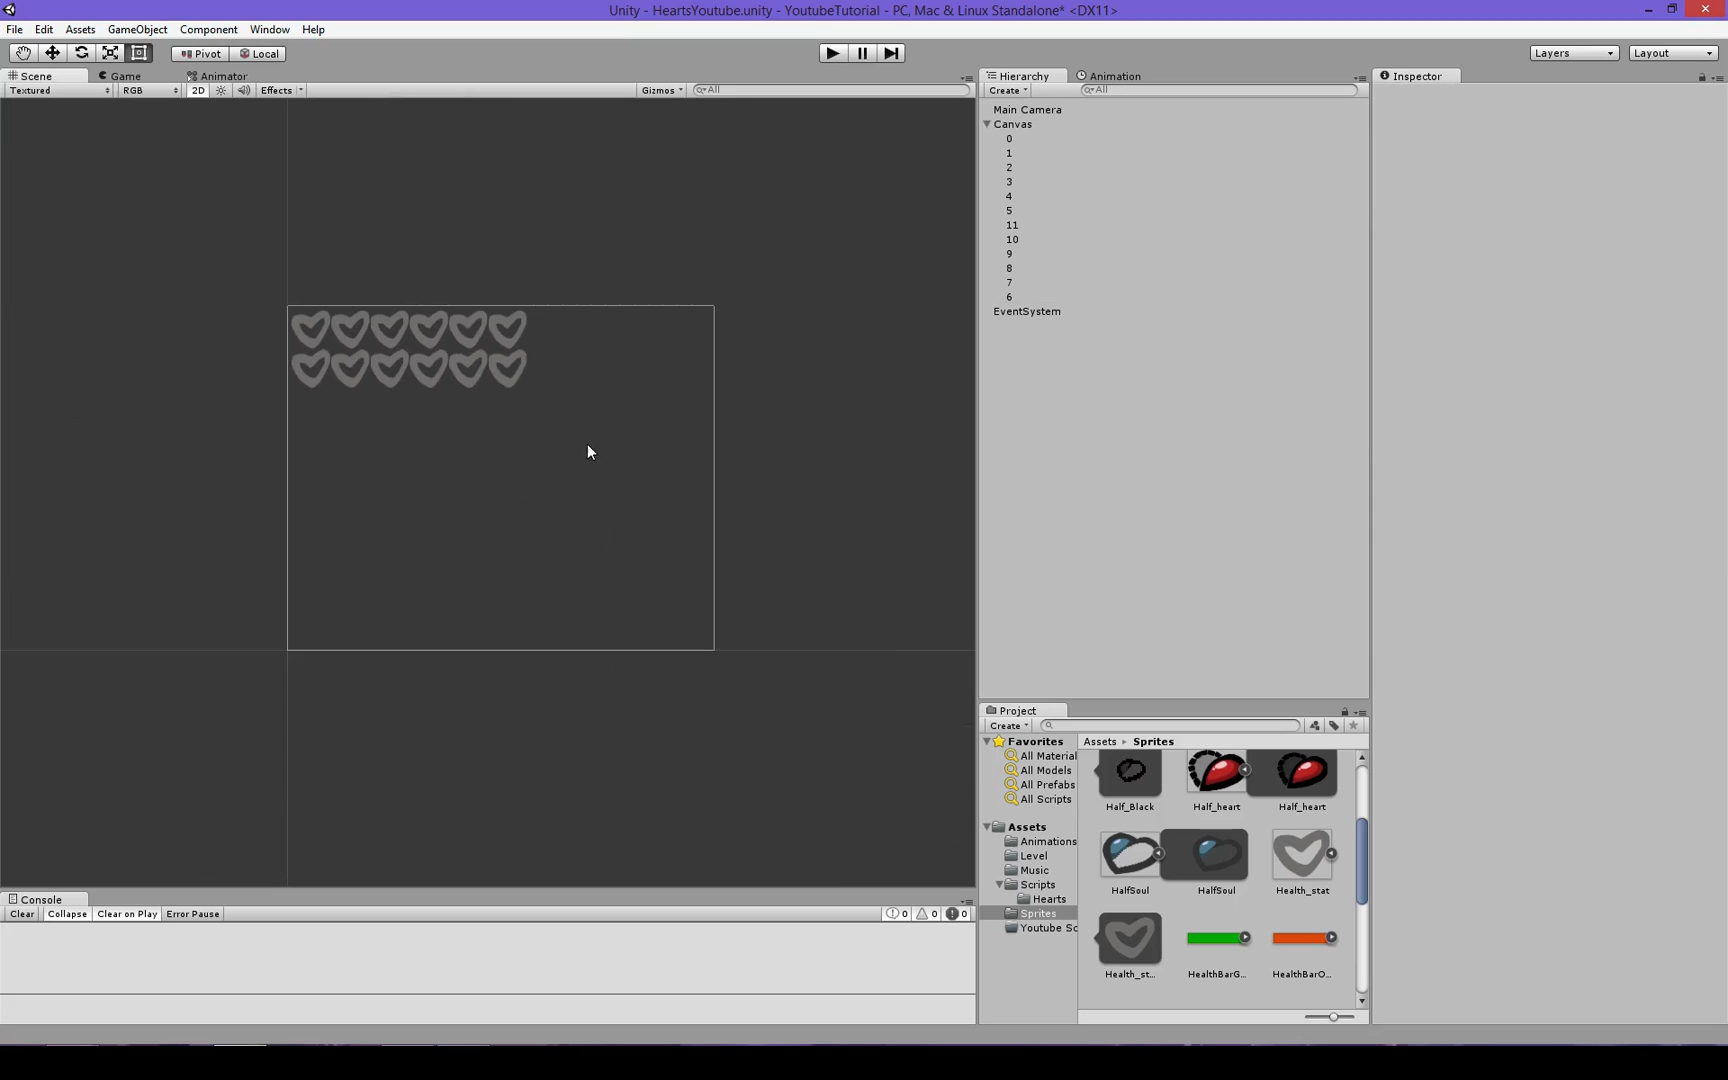 Unity - HeartsYoutube.unity - YoutubeTutorial - PC, Mac & Linux Standalone* <DX11>
File Edit Assets GameObject Component Window Help
Pivot Local Layers Layout
Scene Game Animator Hierarchy Animation Inspector
Textured RGB 2D Effects Gizmos All Create All
Main Camera
Canvas
0
1
2
3
4
5
11
10
9
8
7
6
EventSystem
Project
Create
Favorites
All Material
All Models
All Prefabs
All Scripts
Assets
Animations
Level
Music
Scripts
Hearts
Sprites
Youtube Sc
Assets Sprites
Half_Black Half_heart Half_heart
HalfSoul HalfSoul Health_stat
Health_st... HealthBarG... HealthBarO...
Console
Clear Collapse Clear on Play Error Pause 0 0 0